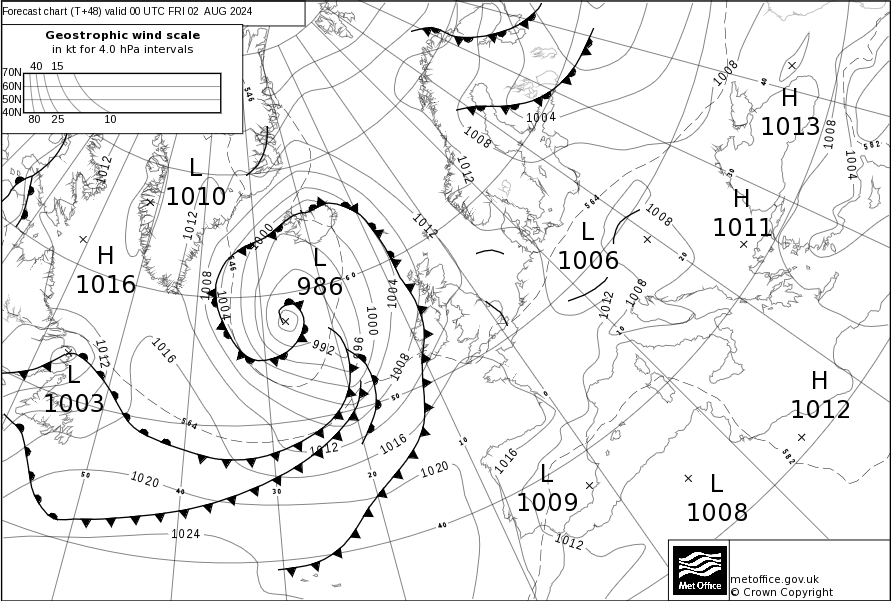 Forecast chart (T+48) valid 00 UTC FRI 02 AUG 2024
Geostrophic wind scale
in kt for 4.0 hPa intervals
40 15
70N
60N
50N
40N
80 25 10
546
1008
40
H
1013
1004
1008
1008
582
1012
1012
1004
L
1010
30
564
H
1011
1012
1000
1012
1008
L
1006
20
H
1016
546
L
986
60
1008
1004
1004
1008
1012
1000
10
992
996
1012
1016
1008
L
1003
50
0
H
1012
564
1012
1016
10
582
1016
50
1020
40
30
20
1020
L
1009
L
1008
40
1024
1012
Met Office
metoffice.gov.uk
© Crown Copyright